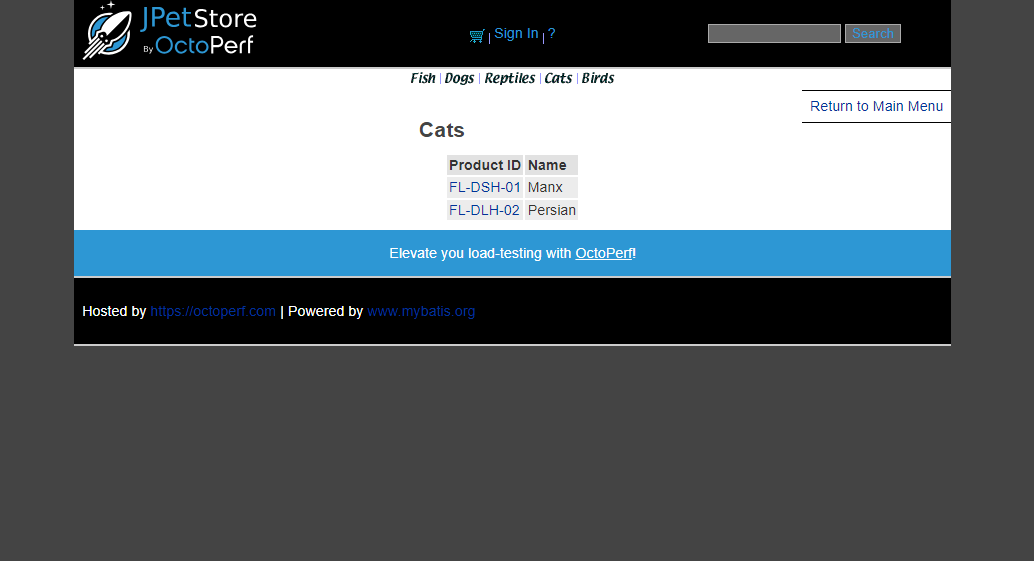 JPetStore
By OctoPerf
| Sign In | ?
Search
Fish | Dogs | Reptiles | Cats | Birds
Return to Main Menu
Cats
Product ID Name
FL-DSH-01 Manx
FL-DLH-02 Persian
Elevate you load-testing with OctoPerf!
Hosted by https://octoperf.com | Powered by www.mybatis.org